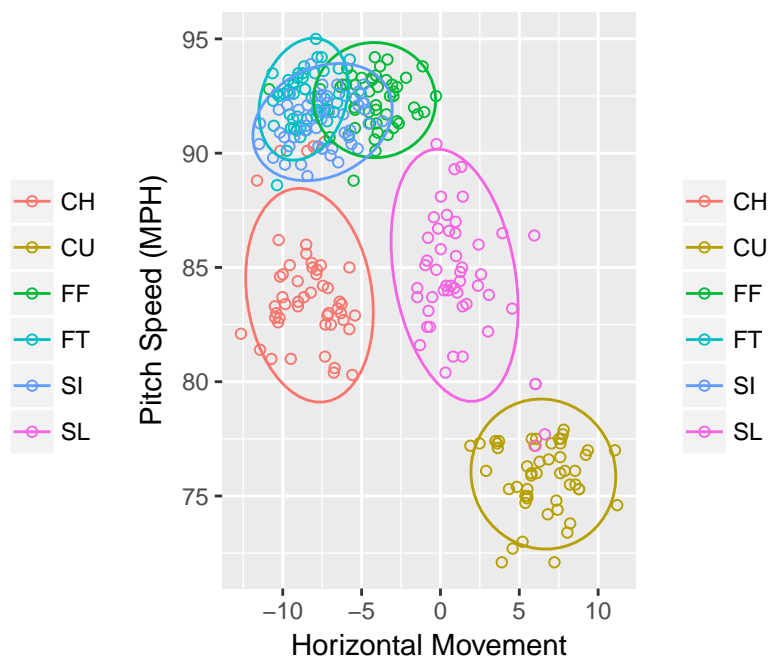 CH
CU
FF
FT
SI
SL
Pitch Speed (MPH)
95
90
85
80
75
−10 −5 0 5 10
Horizontal Movement
CH
CU
FF
FT
SI
SL